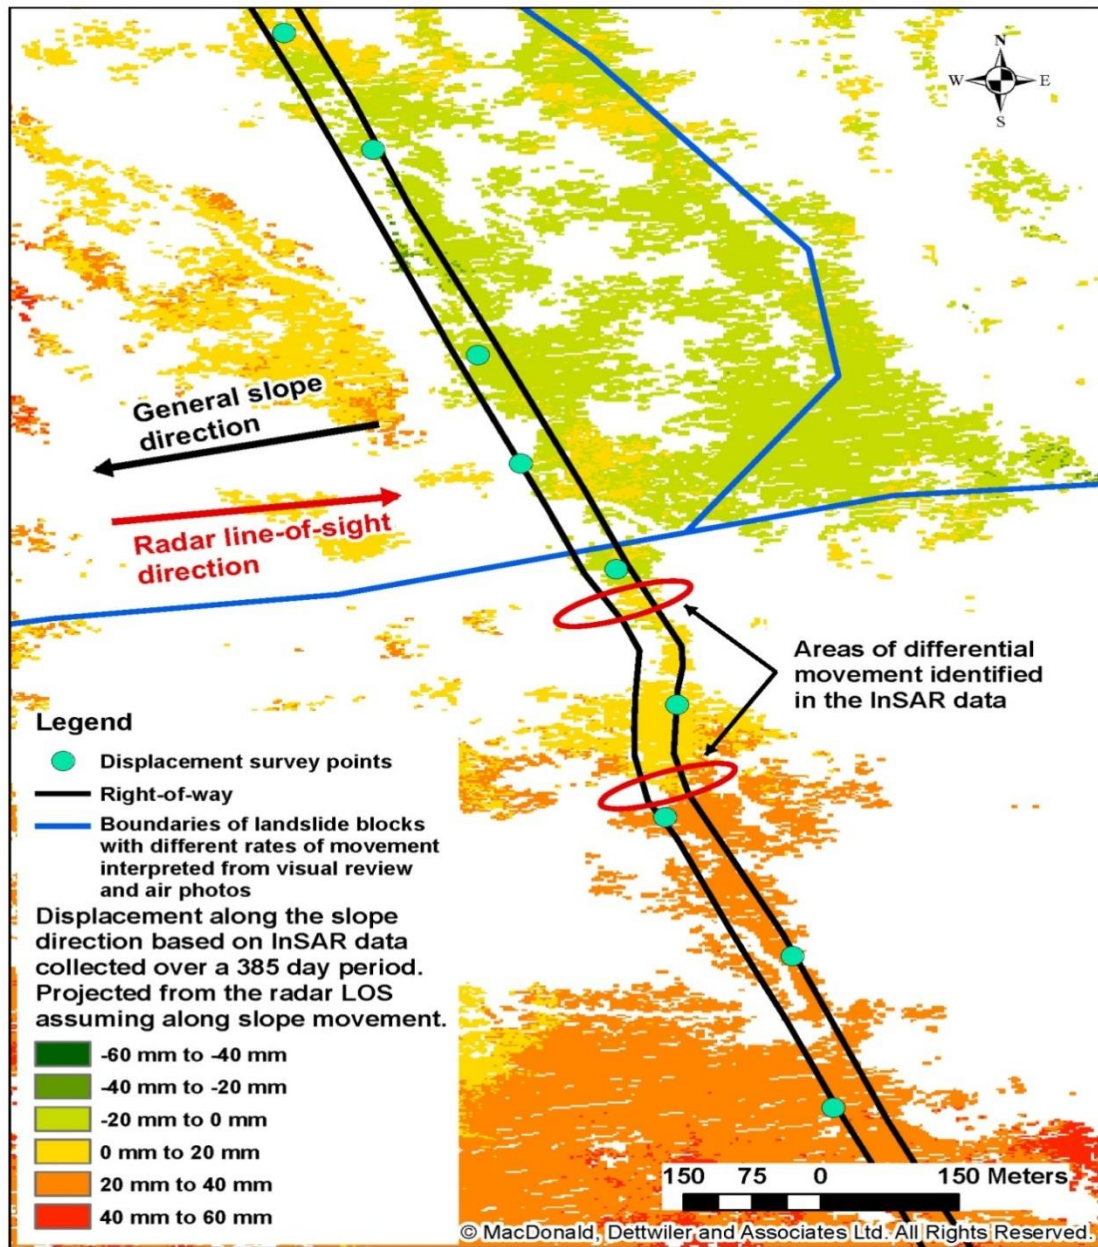 N
W E
S
General slope
direction
Radar line-of-sight
direction
Areas of differential
movement identified
in the InSAR data
Legend
Displacement survey points
Right-of-way
Boundaries of landslide blocks
with different rates of movement
interpreted from visual review
and air photos
Displacement along the slope
direction based on InSAR data
collected over a 385 day period.
Projected from the radar LOS
assuming along slope movement.
-60 mm to -40 mm
-40 mm to -20 mm
-20 mm to 0 mm
0 mm to 20 mm
20 mm to 40 mm
40 mm to 60 mm
150 75 0 150 Meters
© MacDonald, Dettwiler and Associates Ltd. All Rights Reserved.